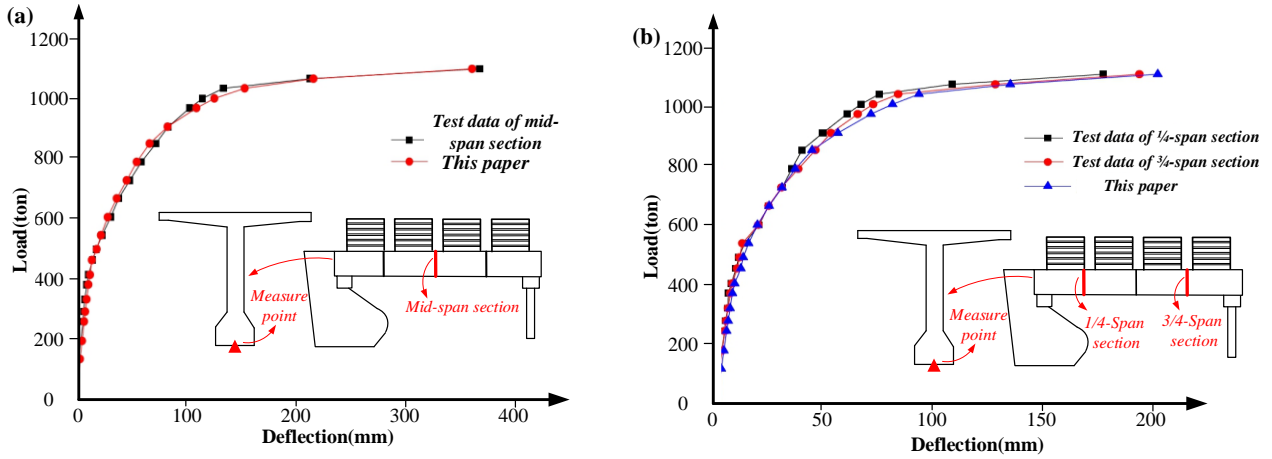 (a)
1200
1000
800
600
400
200
0
Load(ton)
0
100
200
300
400
Deflection(mm)
Test data of mid-
span section
This paper
Measure
point
Mid-span section
(b)
1200
1000
800
600
400
200
0
Load(ton)
0
50
100
150
200
Deflection(mm)
Test data of ¼-span section
Test data of ¾-span section
This paper
Measure
point
1/4-Span
section
3/4-Span
section